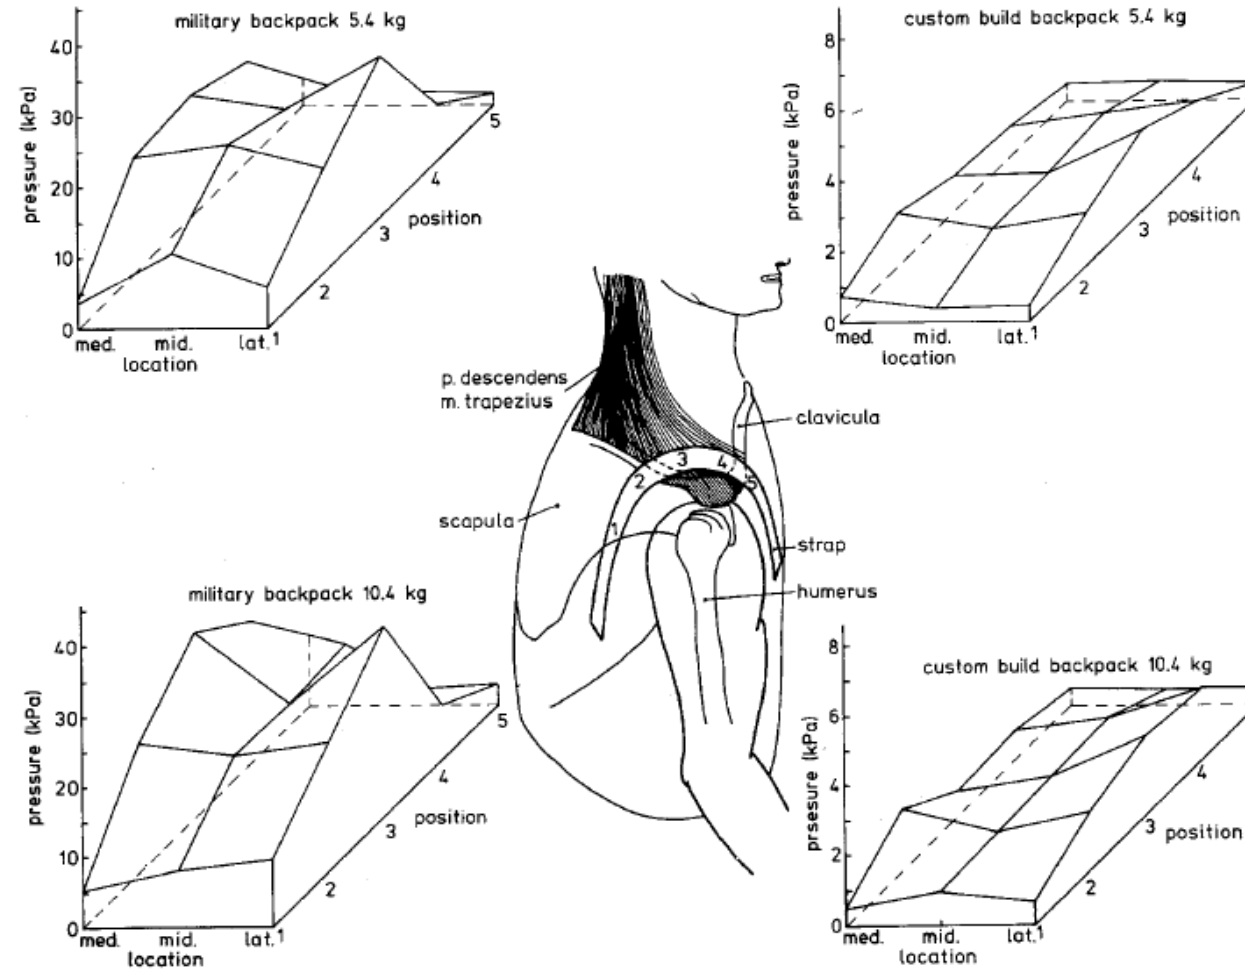 military backpack 5.4 kg
pressure (kPa)
40
30
20
10
0
med. mid. lat. 1
location
2
3
4
5
position
custom build backpack 5.4 kg
pressure (kPa)
8
6
4
2
0
med. mid. lat. 1
location
2
3
4
position
p. descendens
m. trapezius
clavicula
scapula
strap
humerus
1
2
3
4
5
military backpack 10.4 kg
pressure (kPa)
40
30
20
10
0
med. mid. lat. 1
location
2
3
4
5
position
custom build backpack 10.4 kg
prsesure (kPa)
8
6
4
2
0
med. mid. lat. 1
location
2
3
4
position